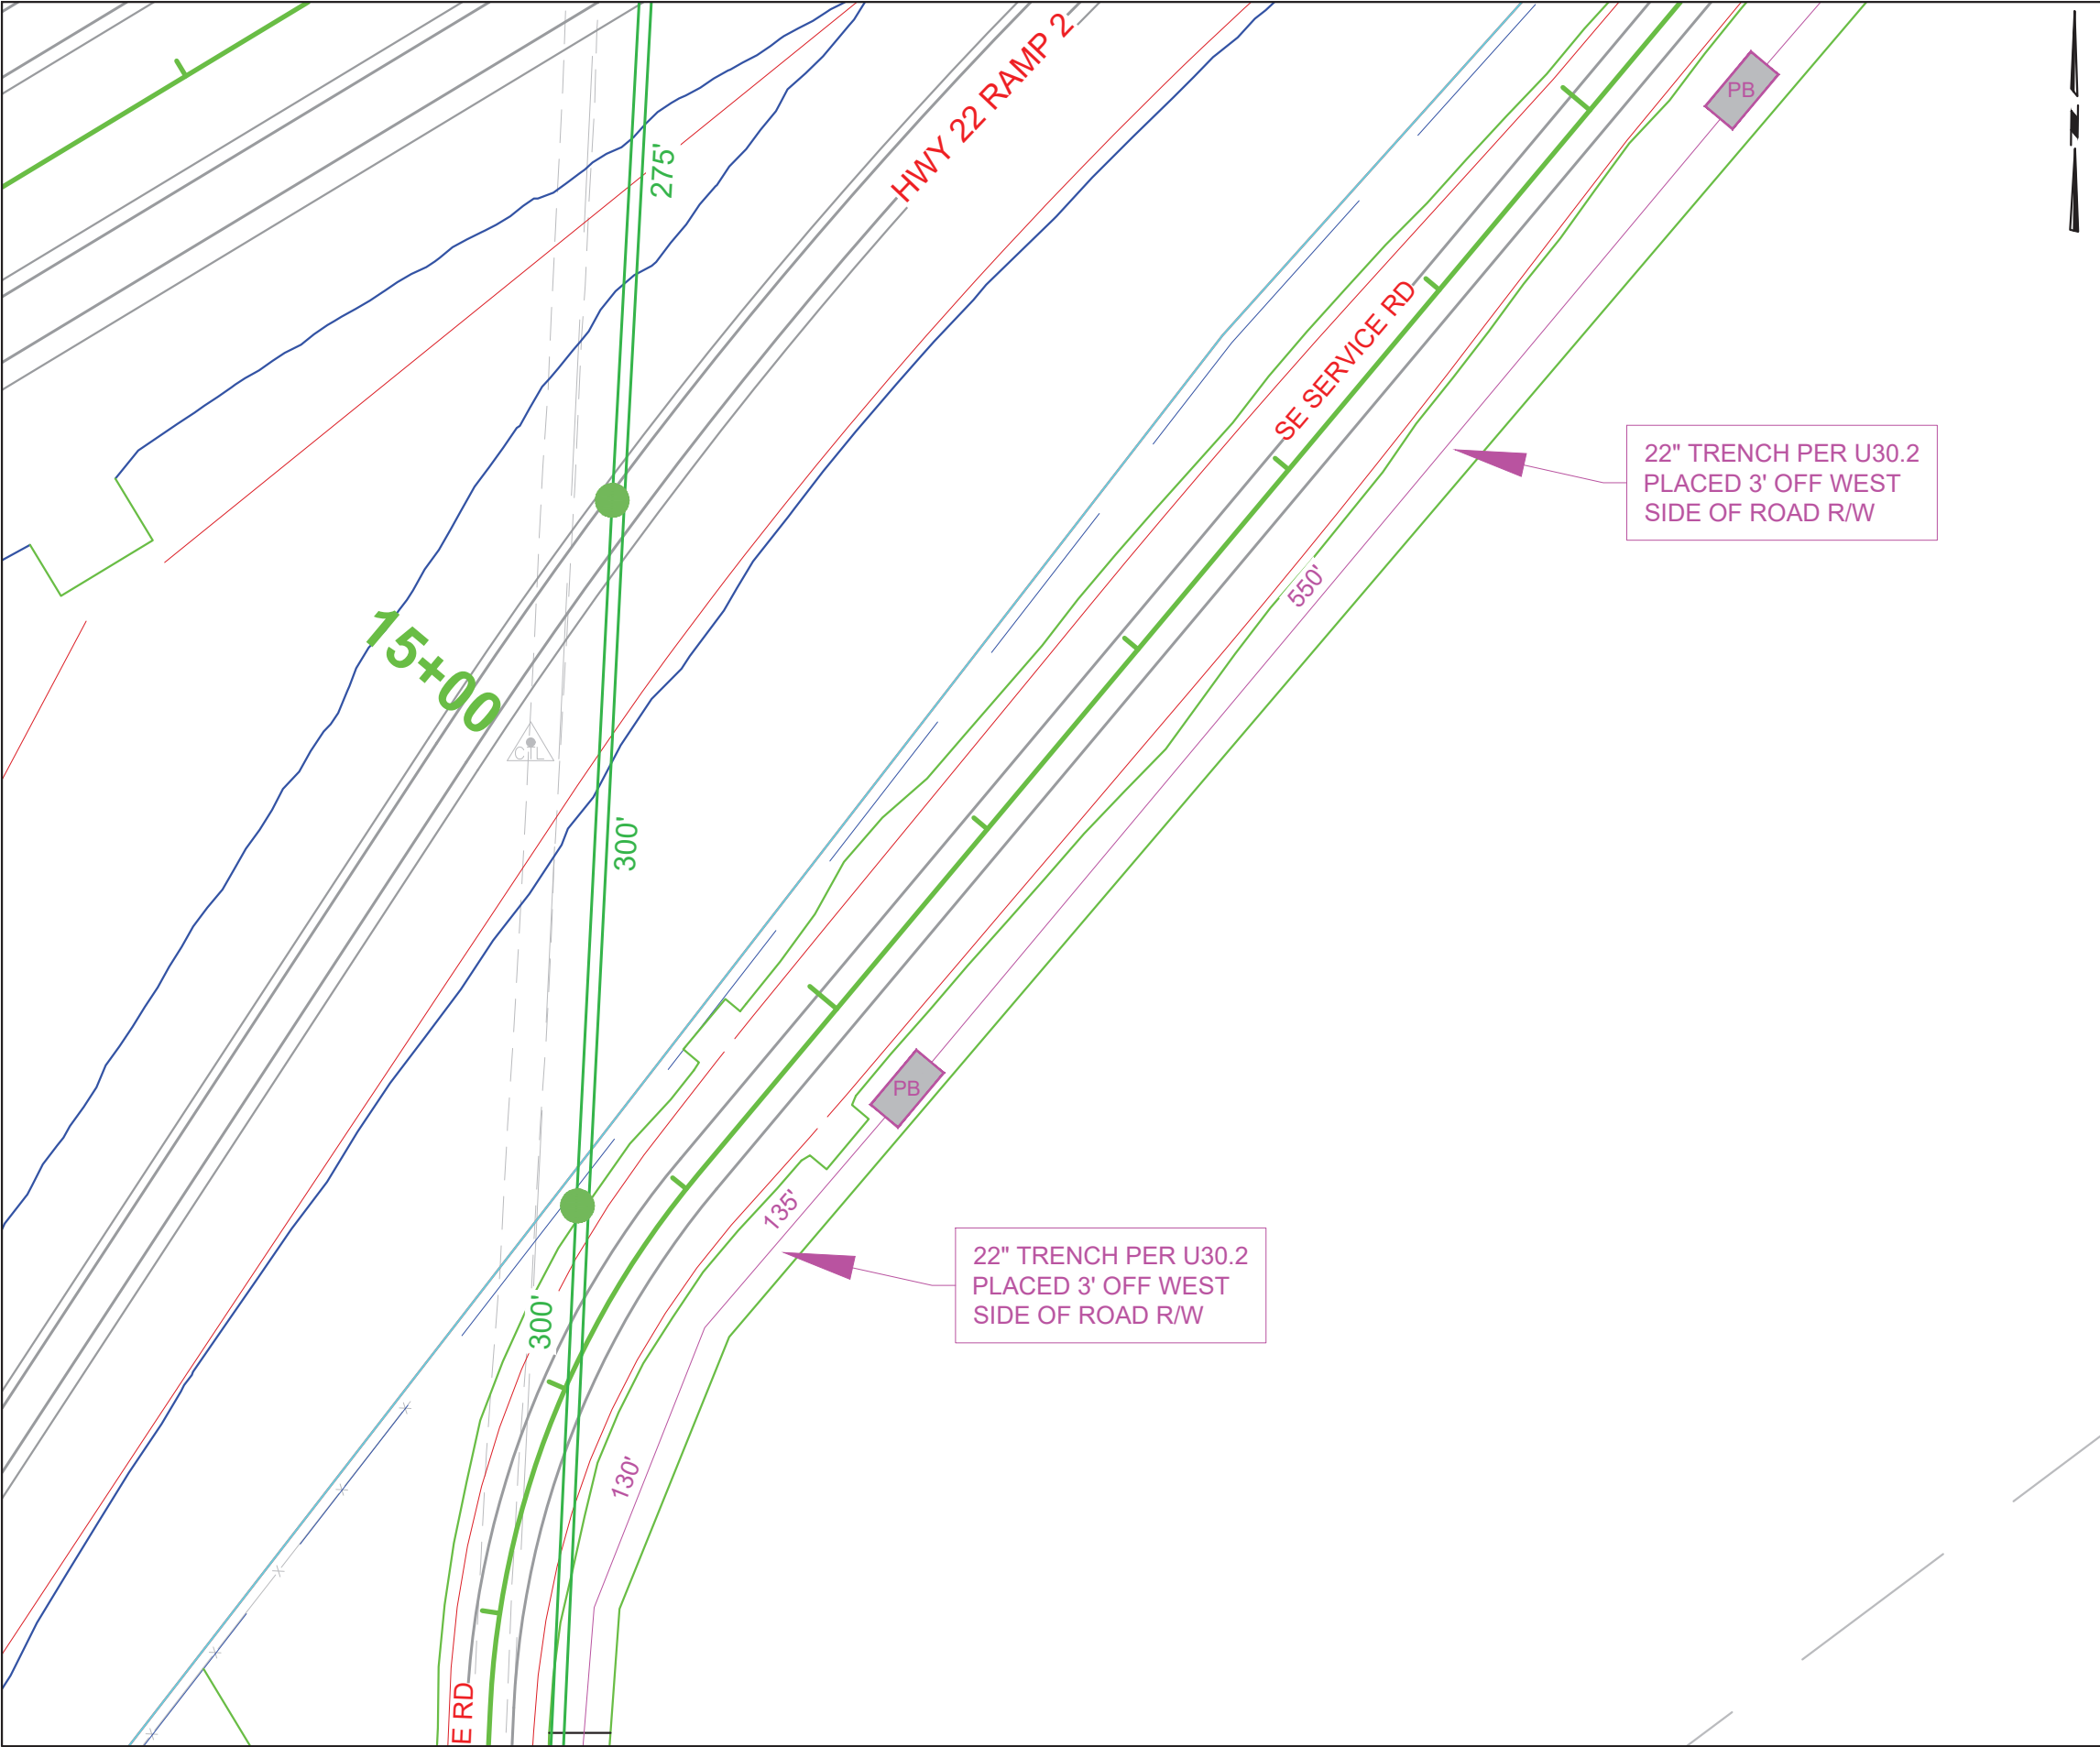 N
PB
275'
HWY 22 RAMP 2
SE SERVICE RD
22" TRENCH PER U30.2
PLACED 3' OFF WEST
SIDE OF ROAD R/W
550'
15+00
CTL
300'
PB
135'
22" TRENCH PER U30.2
PLACED 3' OFF WEST
SIDE OF ROAD R/W
300'
130'
E RD